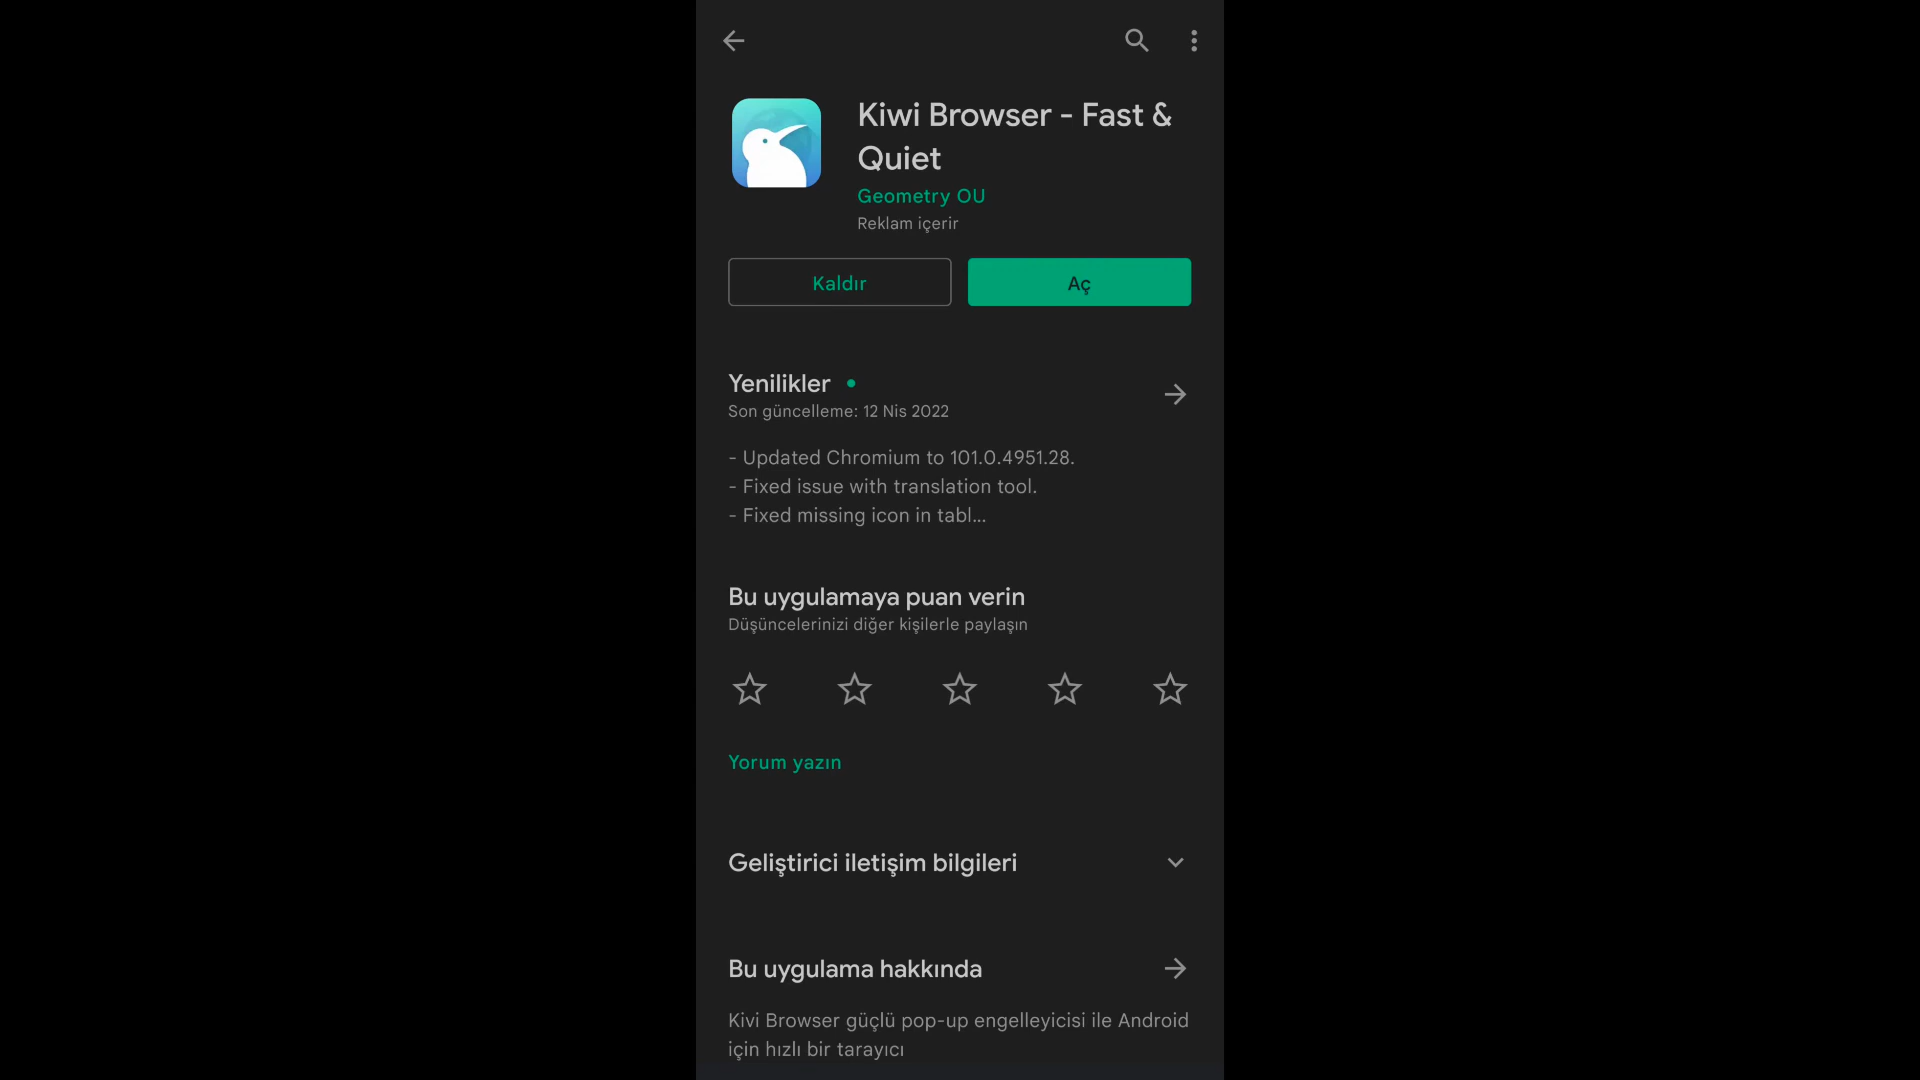 Kiwi Browser - Fast &
Quiet
Geometry OU
Reklam içerir
Kaldır
Aç
Yenilikler
Son güncelleme: 12 Nis 2022
- Updated Chromium to 101.0.4951.28.
- Fixed issue with translation tool.
- Fixed missing icon in tabl...
Bu uygulamaya puan verin
Düşüncelerinizi diğer kişilerle paylaşın
Yorum yazın
Geliştirici iletişim bilgileri
Bu uygulama hakkında
Kivi Browser güçlü pop-up engelleyicisi ile Android
için hızlı bir tarayıcı